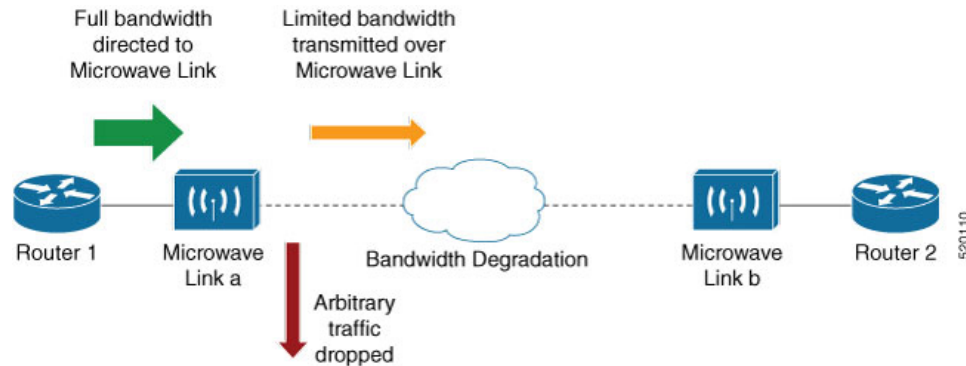 Full bandwidth
directed to
Microwave Link
Limited bandwidth
transmitted over
Microwave Link
Router 1
Microwave
Link a
Bandwidth Degradation
Microwave
Link b
Router 2
Arbitrary
traffic
dropped
520110